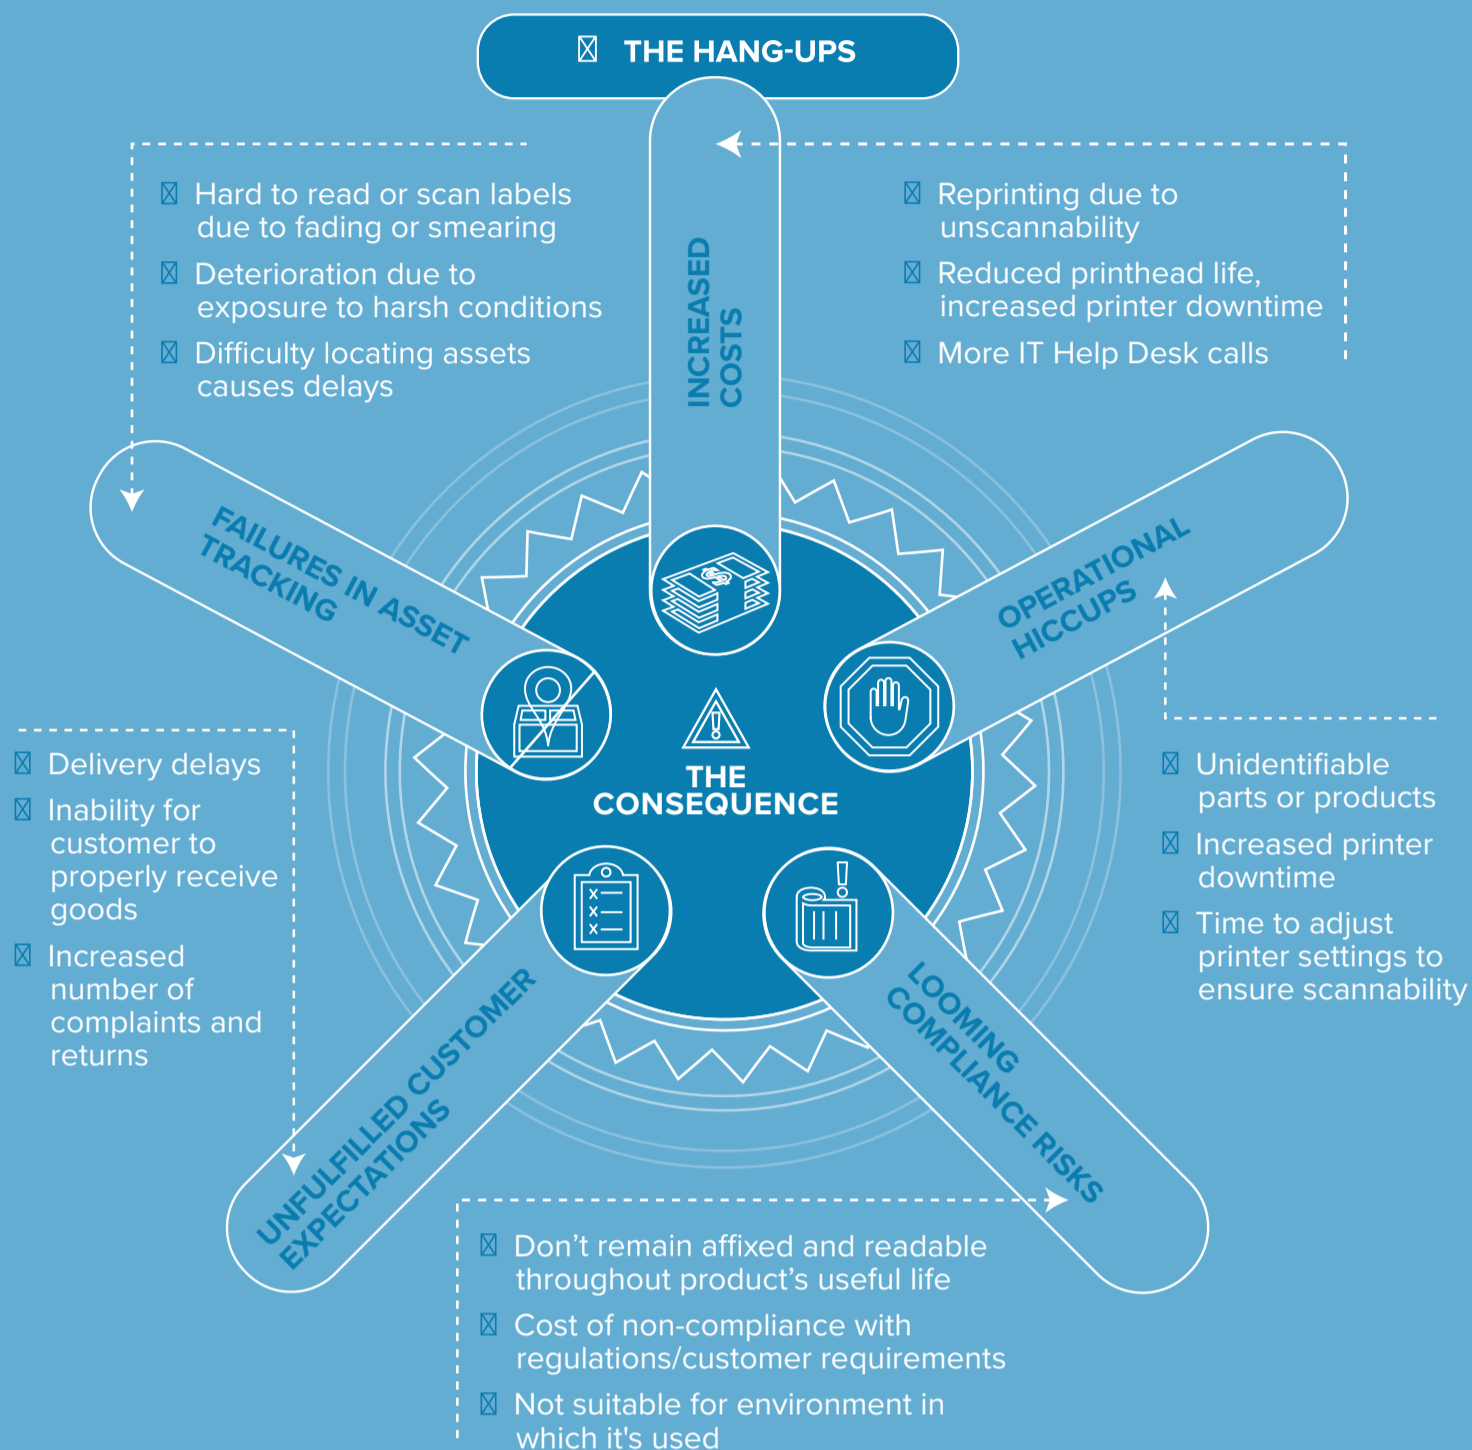 THE HANG-UPS
Hard to read or scan labels
due to fading or smearing
Deterioration due to
exposure to harsh conditions
Difficulty locating assets
causes delays
Reprinting due to
unscannability
Reduced printhead life,
increased printer downtime
More IT Help Desk calls
INCREASED
COSTS
FAILURES IN ASSET
TRACKING
OPERATIONAL
HICCUPS
THE
CONSEQUENCE
Delivery delays
Inability for
customer to
properly receive
goods
Increased
number of
complaints and
returns
Unidentifiable
parts or products
Increased printer
downtime
Time to adjust
printer settings to
ensure scannability
UNFULFILLED CUSTOMER
EXPECTATIONS
LOOMING
COMPLIANCE RISKS
Don't remain affixed and readable
throughout product's useful life
Cost of non-compliance with
regulations/customer requirements
Not suitable for environment in
which it's used